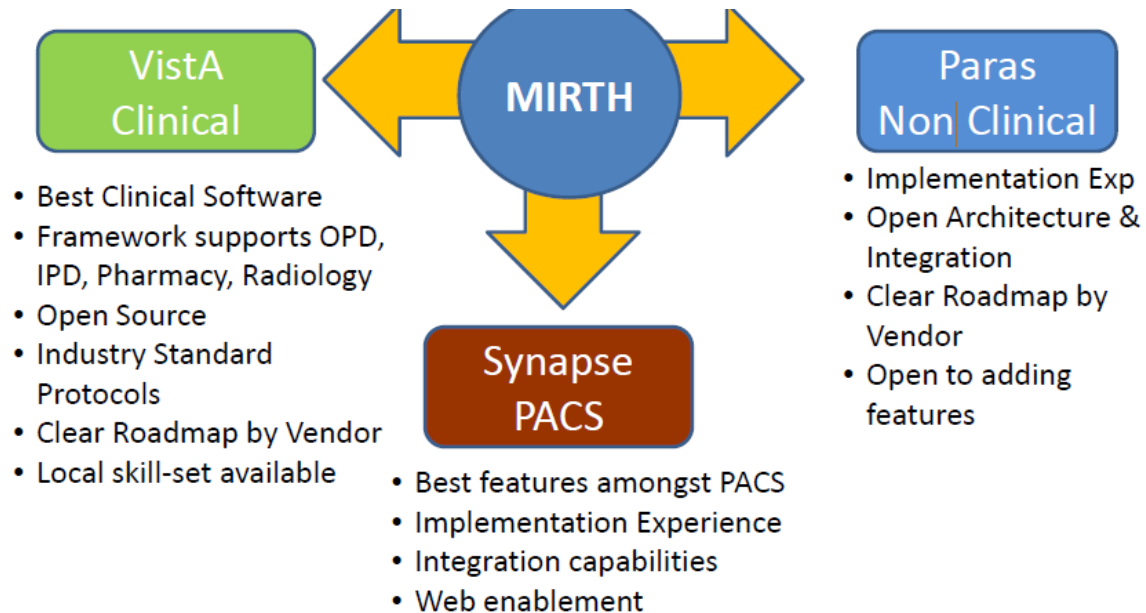 MIRTH
VistA
Clinical
• Best Clinical Software
• Framework supports OPD,
IPD, Pharmacy, Radiology
• Open Source
• Industry Standard
Protocols
• Clear Roadmap by Vendor
• Local skill-set available
Synapse
PACS
• Best features amongst PACS
• Implementation Experience
• Integration capabilities
• Web enablement
Paras
Non Clinical
• Implementation Exp
• Open Architecture &
Integration
• Clear Roadmap by
Vendor
• Open to adding
features